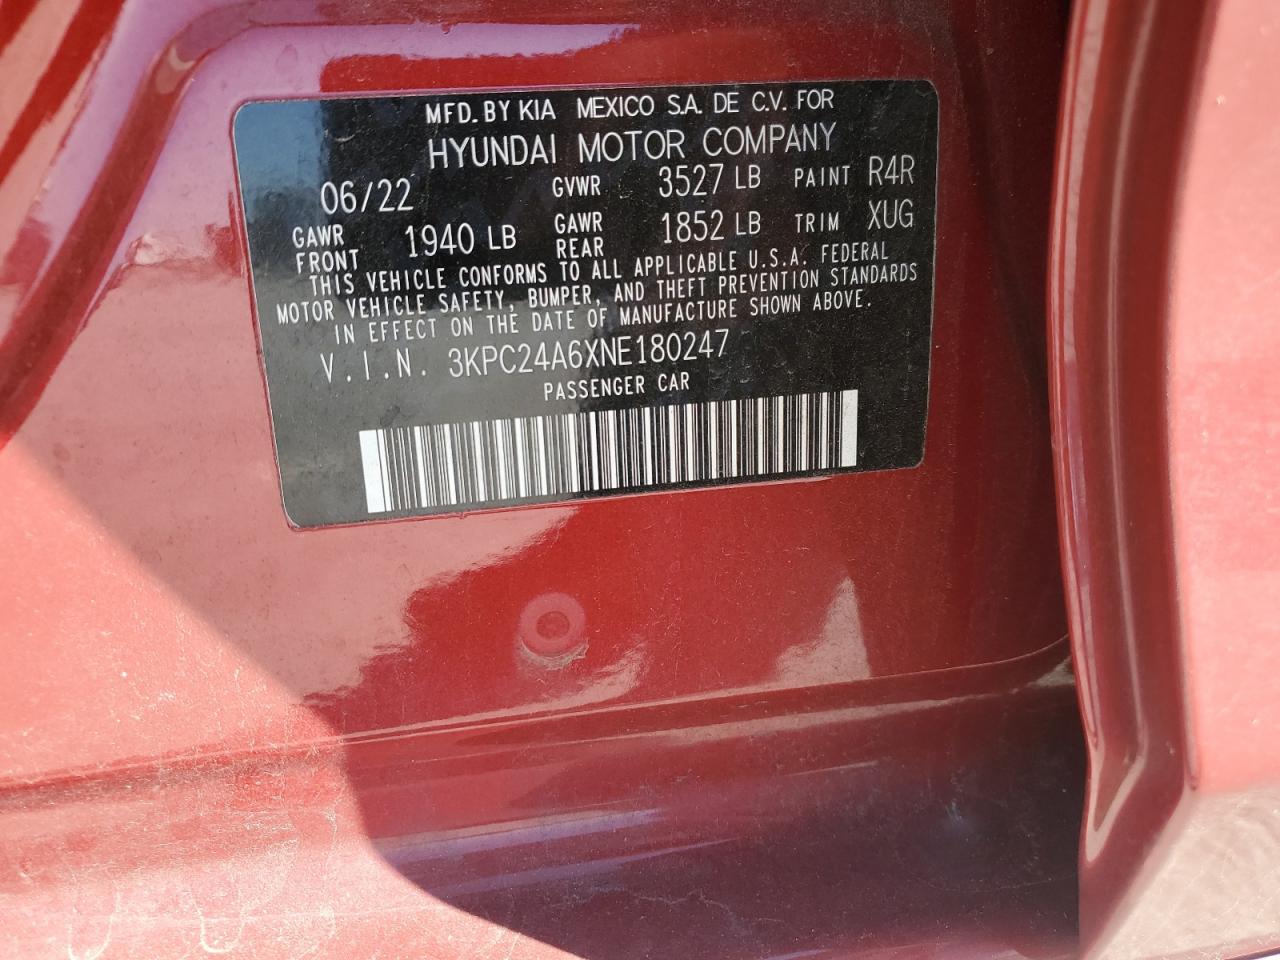 MFD. BY KIA MEXICO S.A. DE C.V. FOR
HYUNDAI MOTOR COMPANY
06/22 GVWR 3527 LB PAINT R4R
GAWR FRONT 1940 LB GAWR REAR 1852 LB TRIM XUG
THIS VEHICLE CONFORMS TO ALL APPLICABLE U.S.A. FEDERAL
MOTOR VEHICLE SAFETY, BUMPER, AND THEFT PREVENTION STANDARDS
IN EFFECT ON THE DATE OF MANUFACTURE SHOWN ABOVE.
V.I.N. 3KPC24A6XNE180247
PASSENGER CAR